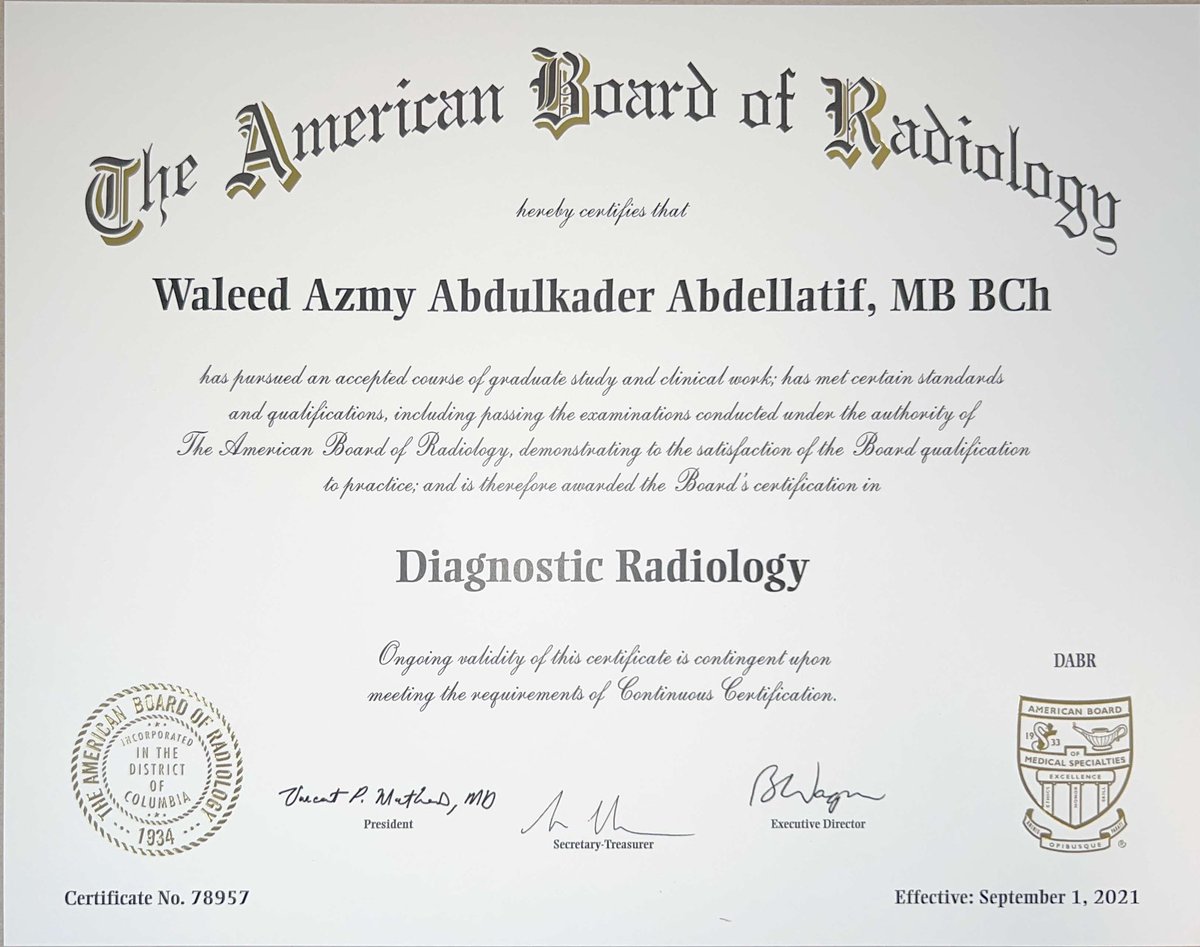 The American Board of Radiology
hereby certifies that
Waleed Azmy Abdulkader Abdellatif, MB BCh
has pursued an accepted course of graduate study and clinical work; has met certain standards
and qualifications, including passing the examinations conducted under the authority of
The American Board of Radiology, demonstrating to the satisfaction of the Board qualification
to practice; and is therefore awarded the Board's certification in
Diagnostic Radiology
Ongoing validity of this certificate is contingent upon
meeting the requirements of Continuous Certification.
THE AMERICAN BOARD OF RADIOLOGY
INCORPORATED
IN THE
DISTRICT
OF
COLUMBIA
1934
President
Secretary-Treasurer
Executive Director
DABR
AMERICAN BOARD
19 33
OF
MEDICAL SPECIALTIES
EXCELLENCE
ETHICS HONOR SKILL
OPIBUSQUE
®
Certificate No. 78957
Effective: September 1, 2021